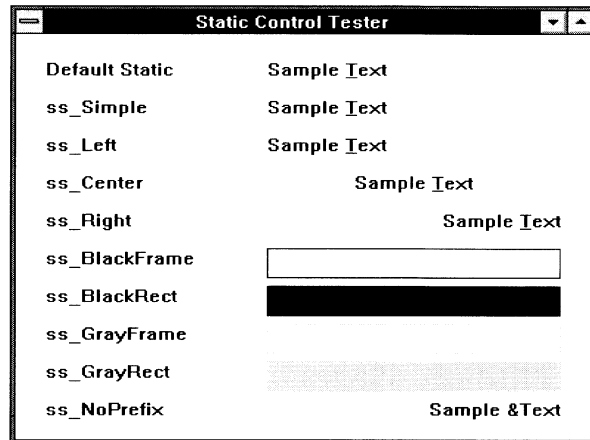 Static Control Tester
Default Static Sample Text
ss_Simple Sample Text
ss_Left Sample Text
ss_Center Sample Text
ss_Right Sample Text
ss_BlackFrame
ss_BlackRect
ss_GrayFrame
ss_GrayRect
ss_NoPrefix Sample &Text